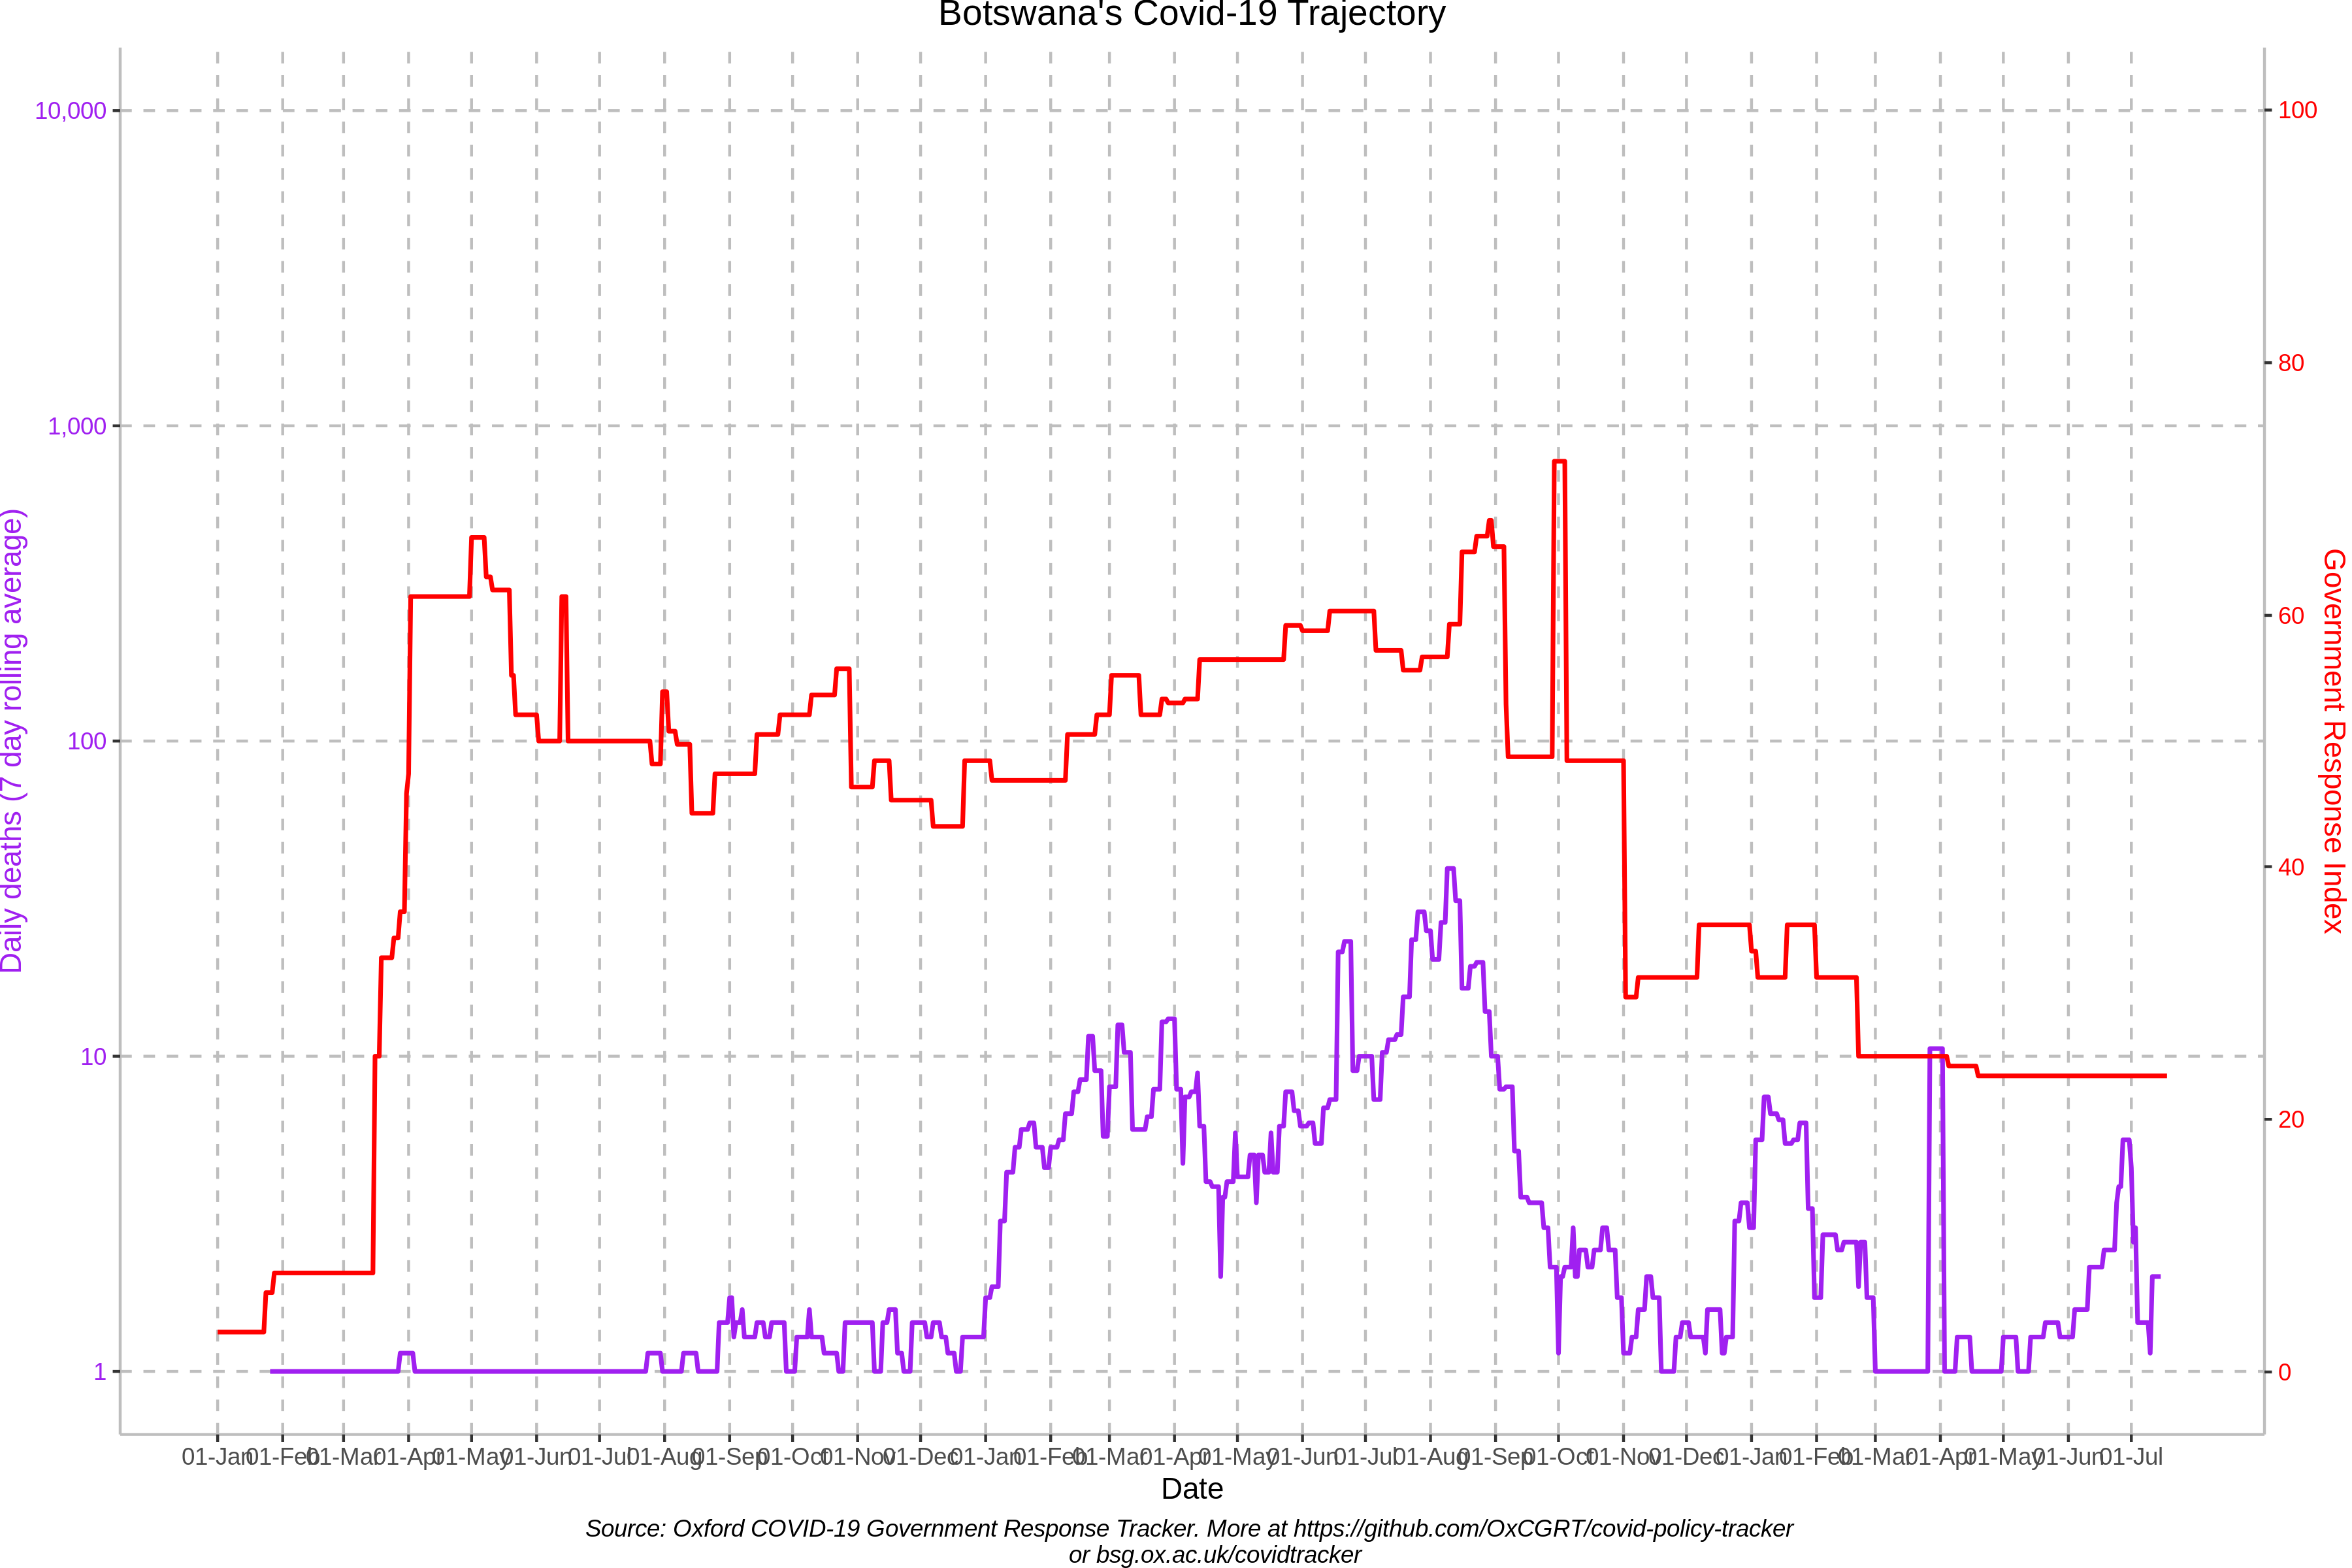 Botswana's Covid-19 Trajectory
10,000
1,000
100
10
1
Daily deaths (7 day rolling average)
100
80
60
40
20
0
Government Response Index
01-Jan 01-Feb 01-Mar 01-Apr 01-May 01-Jun 01-Jul 01-Aug 01-Sep 01-Oct 01-Nov 01-Dec 01-Jan 01-Feb 01-Mar 01-Apr 01-May 01-Jun 01-Jul 01-Aug 01-Sep 01-Oct 01-Nov 01-Dec 01-Jan 01-Feb 01-Mar 01-Apr 01-May 01-Jun 01-Jul
Date
Source: Oxford COVID-19 Government Response Tracker. More at https://github.com/OxCGRT/covid-policy-tracker
or bsg.ox.ac.uk/covidtracker